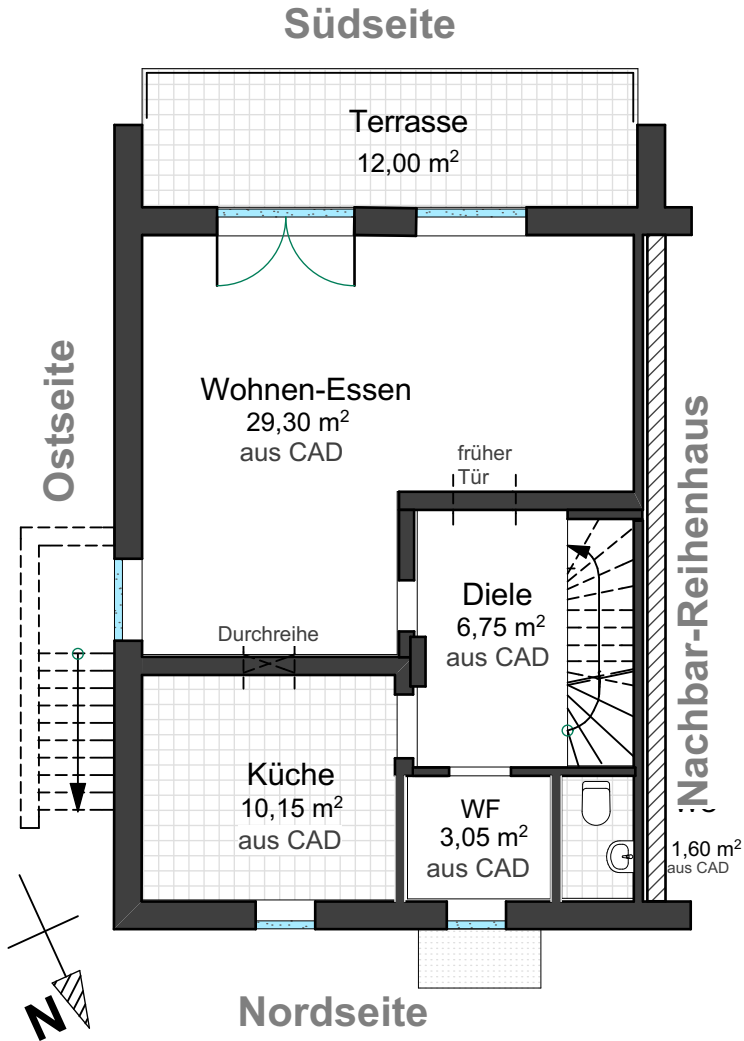 Südseite
Terrasse
12,00 m²
Ostseite
Wohnen-Essen
29,30 m²
aus CAD
früher
Tür
Nachbar-Reihenhaus
Diele
6,75 m²
aus CAD
Durchreihe
Küche
10,15 m²
aus CAD
WF
3,05 m²
aus CAD
1,60 m²
aus CAD
N
Nordseite